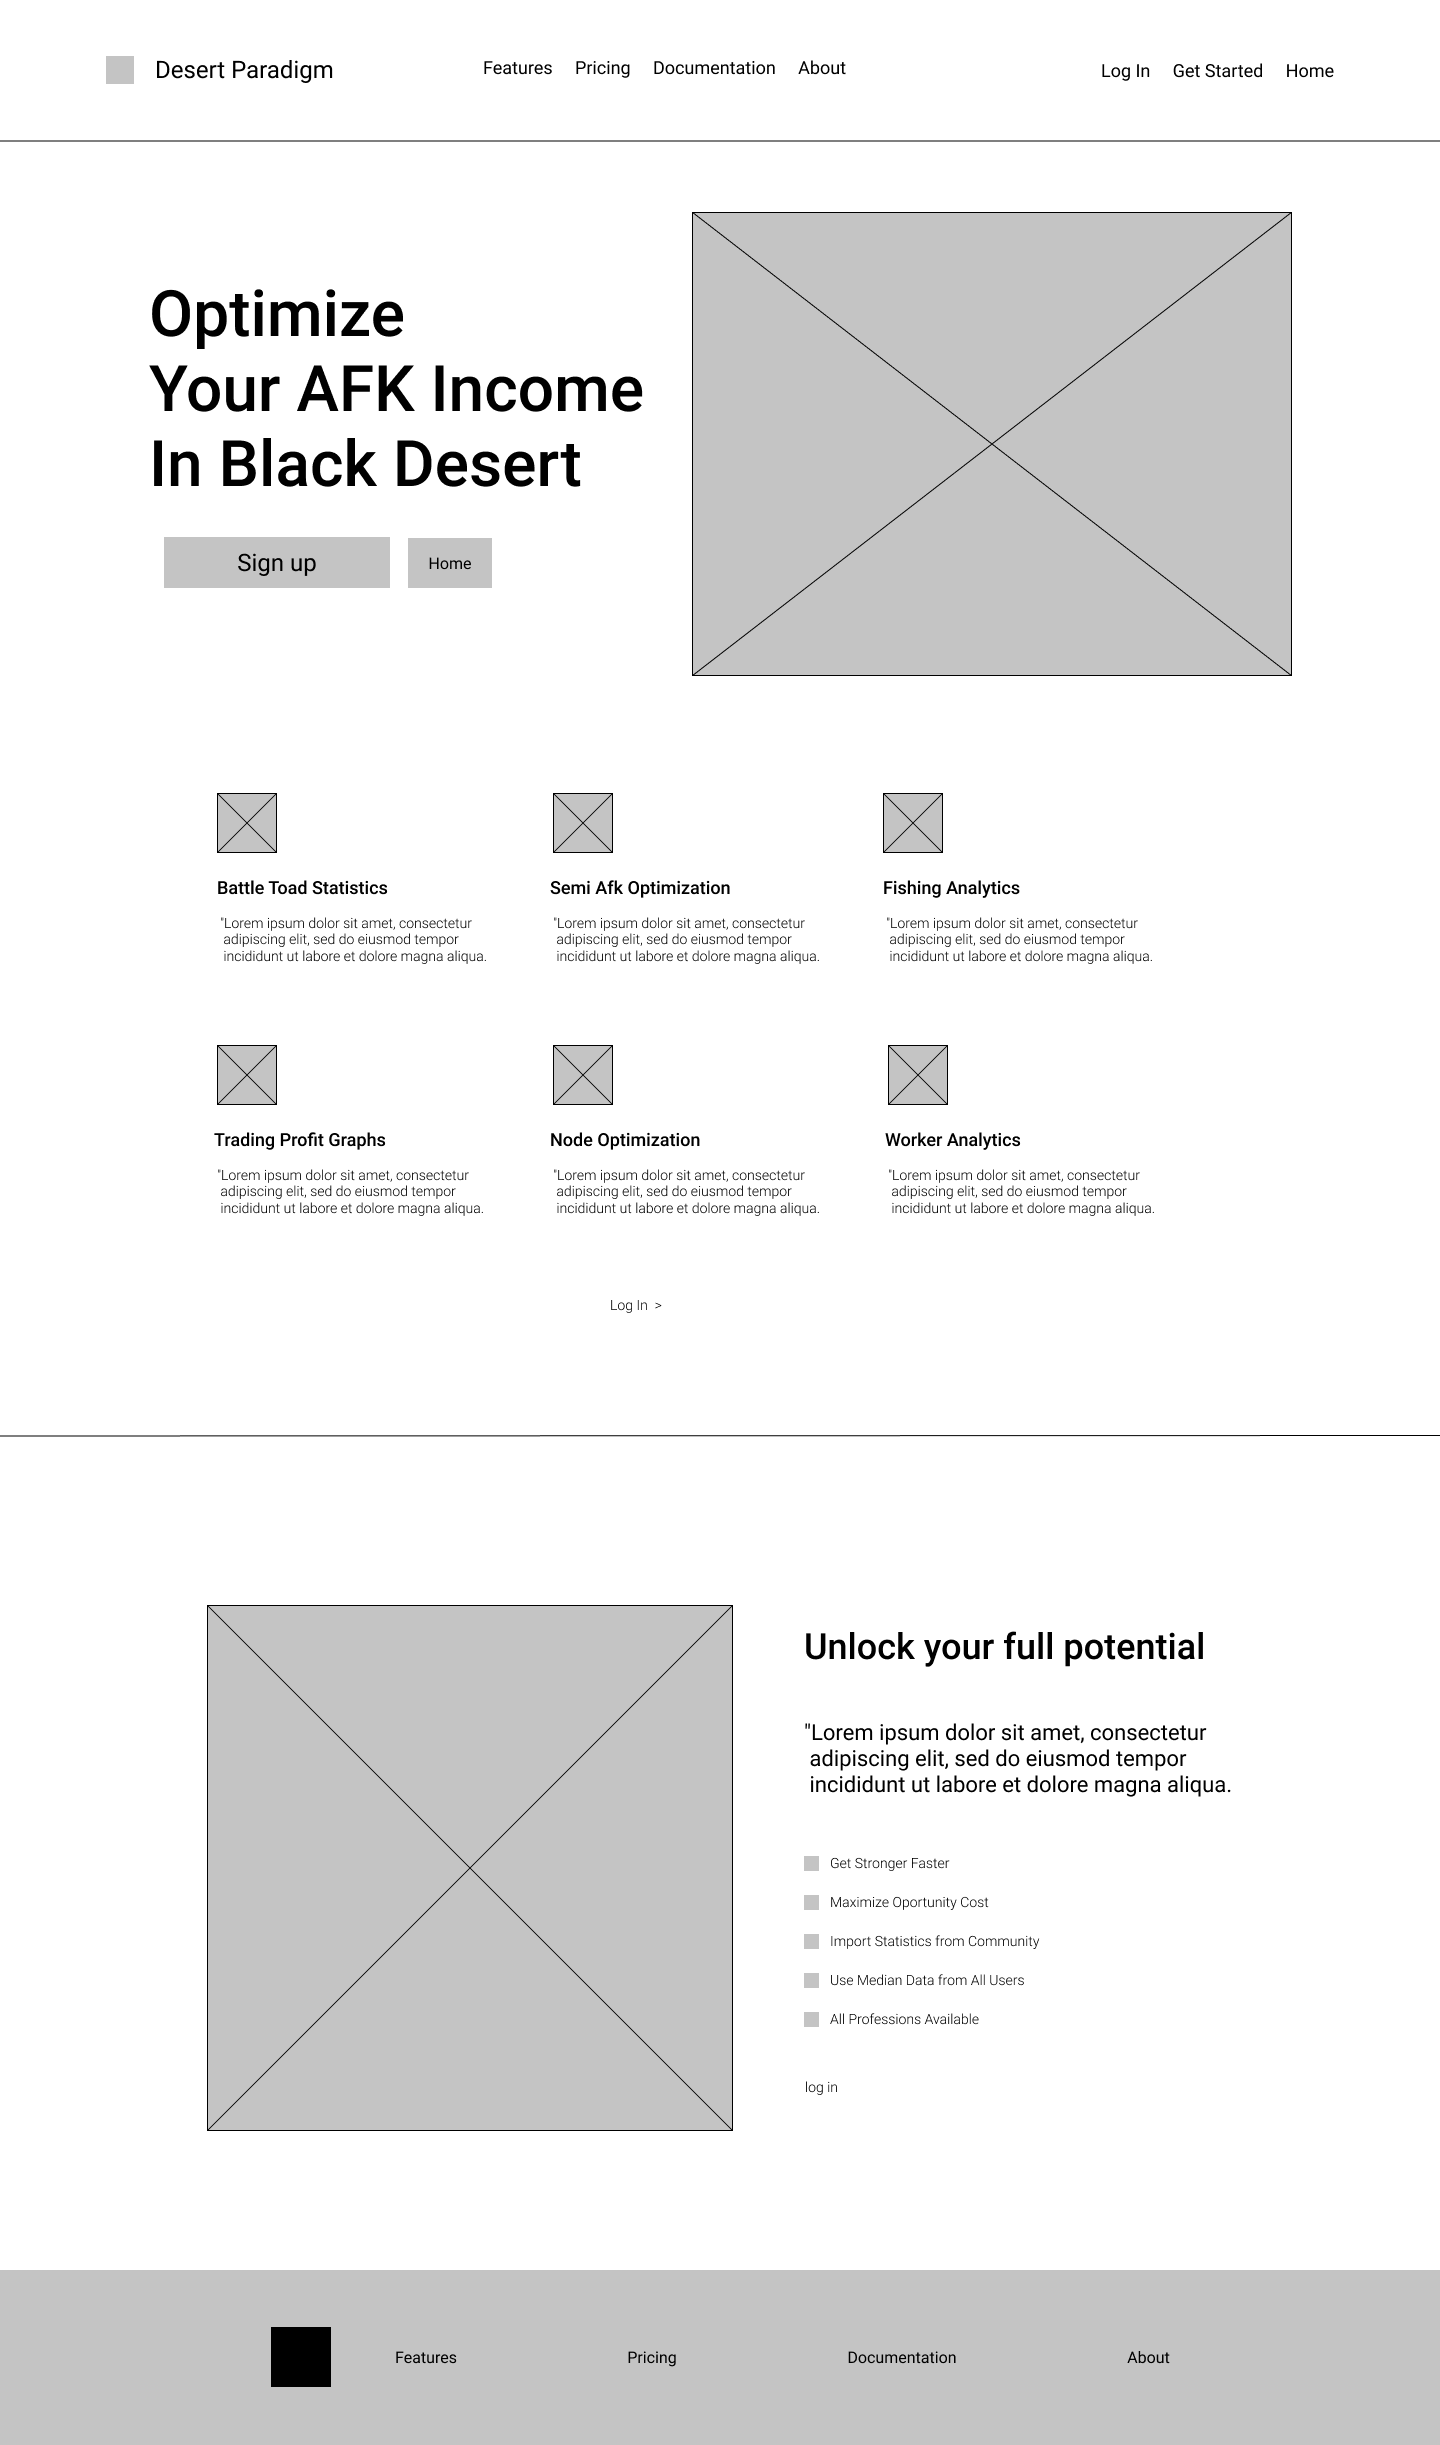 Desert Paradigm
Features Pricing Documentation About
Log In Get Started Home
Optimize
Your AFK Income
In Black Desert
Sign up
Home
Battle Toad Statistics
"Lorem ipsum dolor sit amet, consectetur
adipiscing elit, sed do eiusmod tempor
incididunt ut labore et dolore magna aliqua.
Semi Afk Optimization
"Lorem ipsum dolor sit amet, consectetur
adipiscing elit, sed do eiusmod tempor
incididunt ut labore et dolore magna aliqua.
Fishing Analytics
"Lorem ipsum dolor sit amet, consectetur
adipiscing elit, sed do eiusmod tempor
incididunt ut labore et dolore magna aliqua.
Trading Profit Graphs
"Lorem ipsum dolor sit amet, consectetur
adipiscing elit, sed do eiusmod tempor
incididunt ut labore et dolore magna aliqua.
Node Optimization
"Lorem ipsum dolor sit amet, consectetur
adipiscing elit, sed do eiusmod tempor
incididunt ut labore et dolore magna aliqua.
Worker Analytics
"Lorem ipsum dolor sit amet, consectetur
adipiscing elit, sed do eiusmod tempor
incididunt ut labore et dolore magna aliqua.
Log In >
Unlock your full potential
"Lorem ipsum dolor sit amet, consectetur
adipiscing elit, sed do eiusmod tempor
incididunt ut labore et dolore magna aliqua.
Get Stronger Faster
Maximize Oportunity Cost
Import Statistics from Community
Use Median Data from All Users
All Professions Available
log in
Features Pricing Documentation About